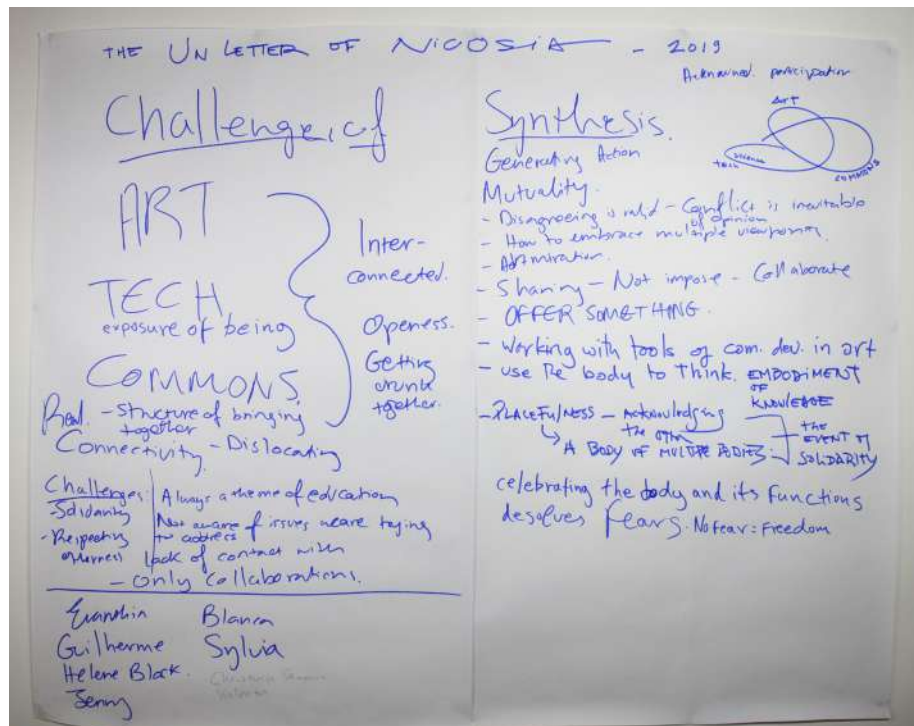 THE UN LETTER OF NICOSIA - 2019
Challenge, of
ART
TECH
exposure of being
COMMONS.
Inter-
connected.
Openess.
Getting
drunk
together.
Real. - Structure of bringing
together
Connectivity - Dislocating
Challenges:
Solidarity
- Respecting
otherness
Always a theme of education
Not aware of issues we are trying
to address
lack of contact with
- only collaborations.
Guilherme
Helene Black.
Jenny
Blanca
Sylvia
participation
Synthesis.
ART
science
tech
COMMONS
Generating Action
Mutuality.
- Disagreeing is valid - Conflict is inevitable
of opinion
- How to embrace multiple viewpoints.
- Admiration.
- Sharing - Not impose - Collaborate
- OFFER SOMETHING.
- Working with tools of com. dev. in art
- use the body to Think. EMBODIMENT
OF
KNOWLEDGE
- PLACEFULNESS - ACKNOWLEDGING
THE OTHER
A BODY OF MULTIPLE BODIES
THE
EVENT OF
SOLIDARITY
celebrating the body and its functions
desolves fears. No fear = Freedom